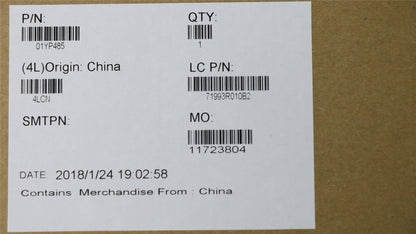 P/N: QTY:
01YP485 1
(4L)Origin: China LC P/N:
4LCN 71993R010B2
SMTPN: MO:
11723804
DATE 2018/1/24 19:02:58
Contains Merchandise From : China